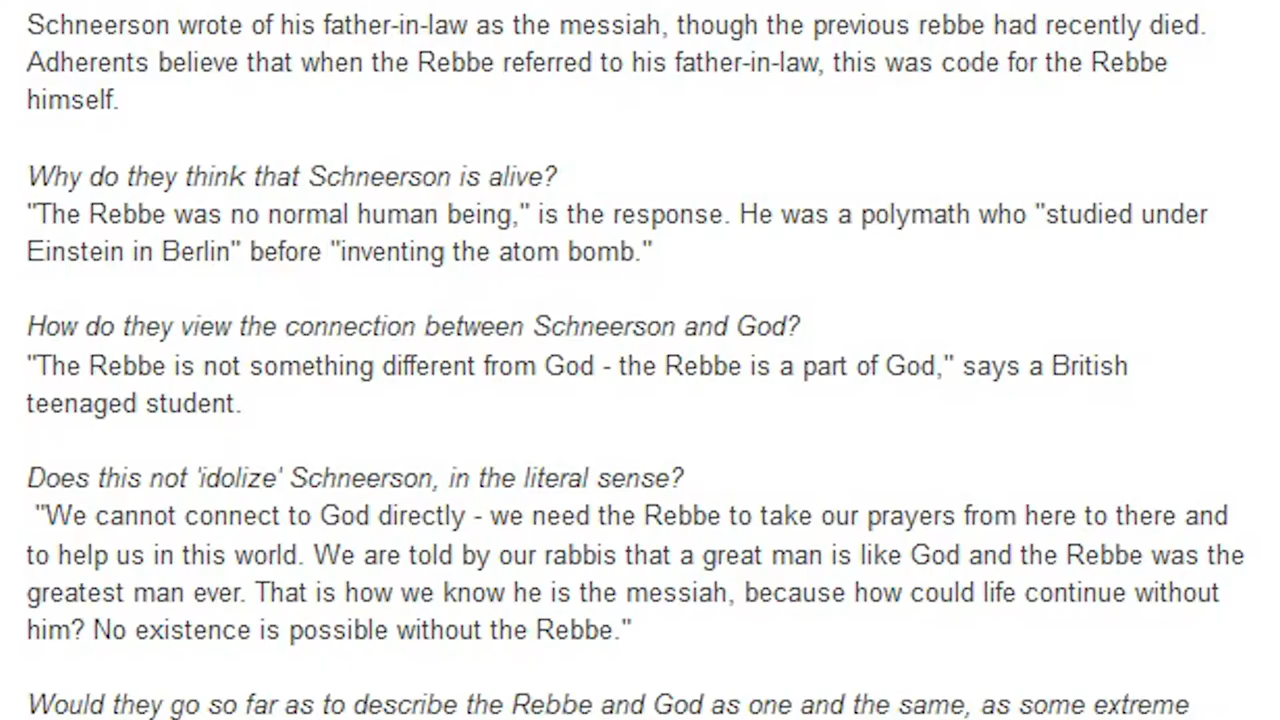 Schneerson wrote of his father-in-law as the messiah, though the previous rebbe had recently died.
Adherents believe that when the Rebbe referred to his father-in-law, this was code for the Rebbe
himself.
Why do they think that Schneerson is alive?
"The Rebbe was no normal human being," is the response. He was a polymath who "studied under
Einstein in Berlin" before "inventing the atom bomb."
How do they view the connection between Schneerson and God?
"The Rebbe is not something different from God - the Rebbe is a part of God," says a British
teenaged student.
Does this not 'idolize' Schneerson, in the literal sense?
"We cannot connect to God directly - we need the Rebbe to take our prayers from here to there and
to help us in this world. We are told by our rabbis that a great man is like God and the Rebbe was the
greatest man ever. That is how we know he is the messiah, because how could life continue without
him? No existence is possible without the Rebbe."
Would they go so far as to describe the Rebbe and God as one and the same, as some extreme